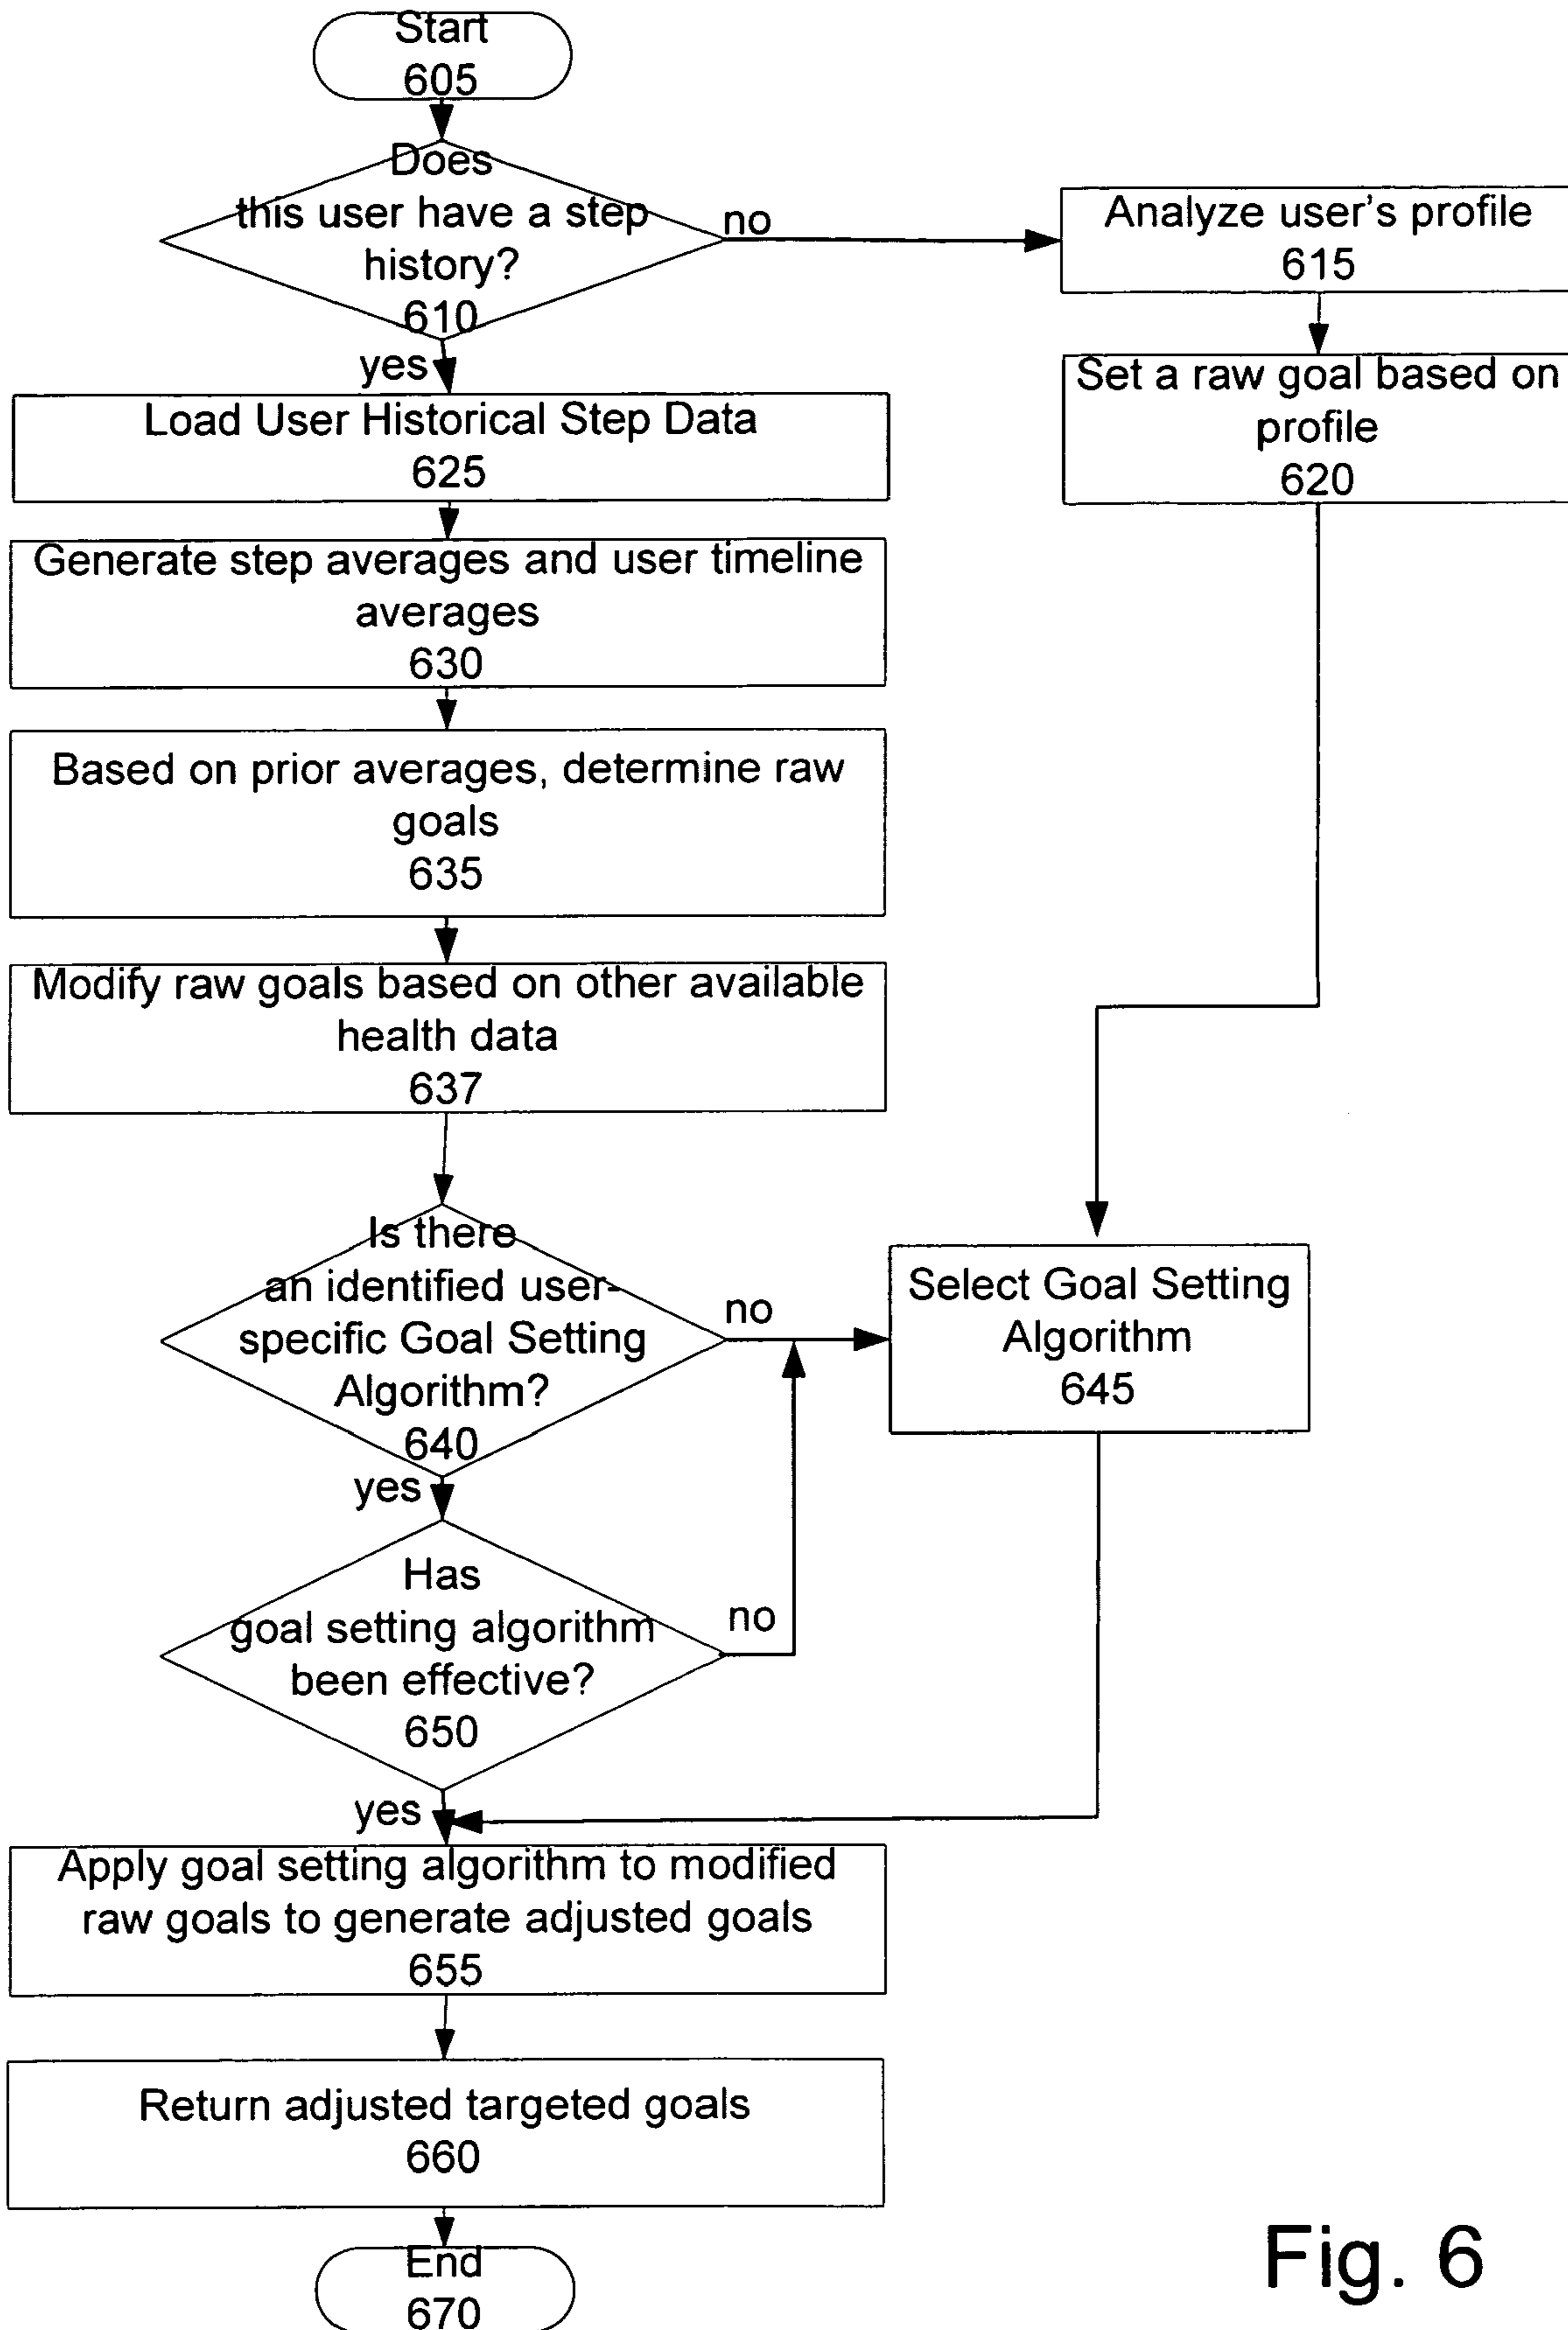 Start
605
Does
this user have a step
history?
610
no
yes
Analyze user's profile
615
Set a raw goal based on
profile
620
Load User Historical Step Data
625
Generate step averages and user timeline
averages
630
Based on prior averages, determine raw
goals
635
Modify raw goals based on other available
health data
637
Is there
an identified user-
specific Goal Setting
Algorithm?
640
no
yes
Select Goal Setting
Algorithm
645
Has
goal setting algorithm
been effective?
650
no
yes
Apply goal setting algorithm to modified
raw goals to generate adjusted goals
655
Return adjusted targeted goals
660
End
670
Fig. 6